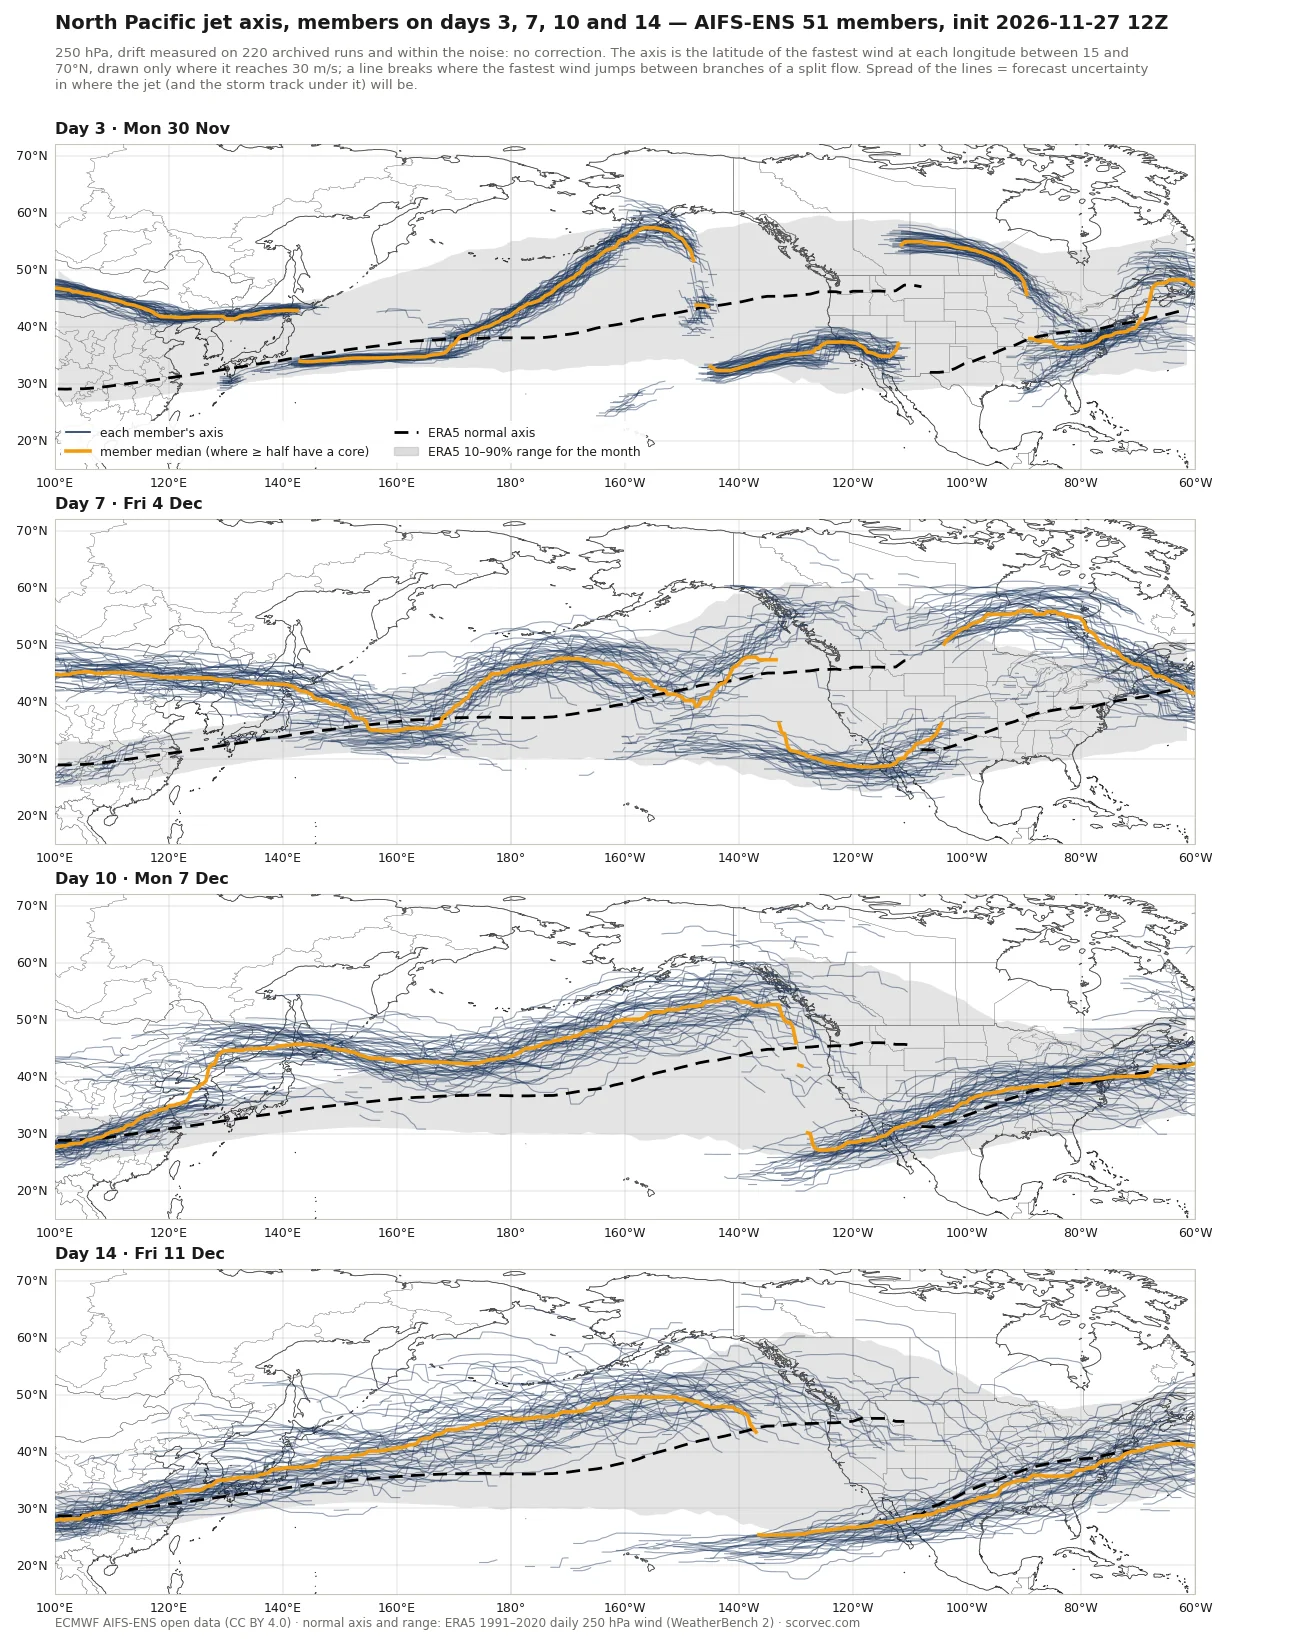 North Pacific jet axis, members on days 3, 7, 10 and 14 — AIFS-ENS 51 members, init 2026-11-27 12Z
250 hPa, drift measured on 220 archived runs and within the noise: no correction. The axis is the latitude of the fastest wind at each longitude between 15 and
70°N, drawn only where it reaches 30 m/s; a line breaks where the fastest wind jumps between branches of a split flow. Spread of the lines = forecast uncertainty
in where the jet (and the storm track under it) will be.
Day 3 · Mon 30 Nov
70°N
60°N
50°N
40°N
30°N
20°N
each member's axis
member median (where ≥ half have a core)
ERA5 normal axis
ERA5 10–90% range for the month
100°E 120°E 140°E 160°E 180° 160°W 140°W 120°W 100°W 80°W 60°W
Day 7 · Fri 4 Dec
70°N
60°N
50°N
40°N
30°N
20°N
100°E 120°E 140°E 160°E 180° 160°W 140°W 120°W 100°W 80°W 60°W
Day 10 · Mon 7 Dec
70°N
60°N
50°N
40°N
30°N
20°N
100°E 120°E 140°E 160°E 180° 160°W 140°W 120°W 100°W 80°W 60°W
Day 14 · Fri 11 Dec
70°N
60°N
50°N
40°N
30°N
20°N
100°E 120°E 140°E 160°E 180° 160°W 140°W 120°W 100°W 80°W 60°W
ECMWF AIFS-ENS open data (CC BY 4.0) · normal axis and range: ERA5 1991–2020 daily 250 hPa wind (WeatherBench 2) · scorvec.com